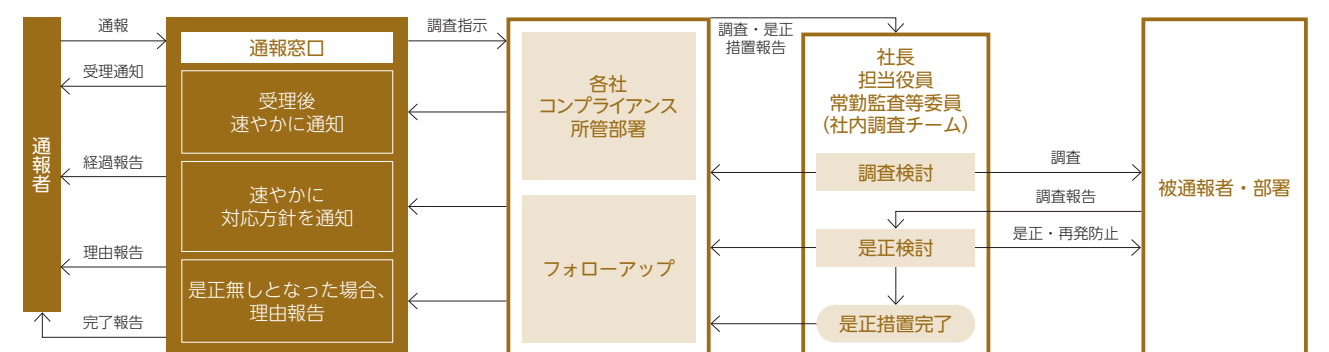 通報者
通報
受理通知
経過報告
理由報告
完了報告
通報窓口
受理後
速やかに通知
速やかに
対応方針を通知
是正無しとなった場合、
理由報告
調査指示
各社
コンプライアンス
所管部署
フォローアップ
調査・是正
措置報告
社長
担当役員
常勤監査等委員
(社内調査チーム)
調査検討
是正検討
是正措置完了
調査
調査報告
是正・再発防止
被通報者・部署